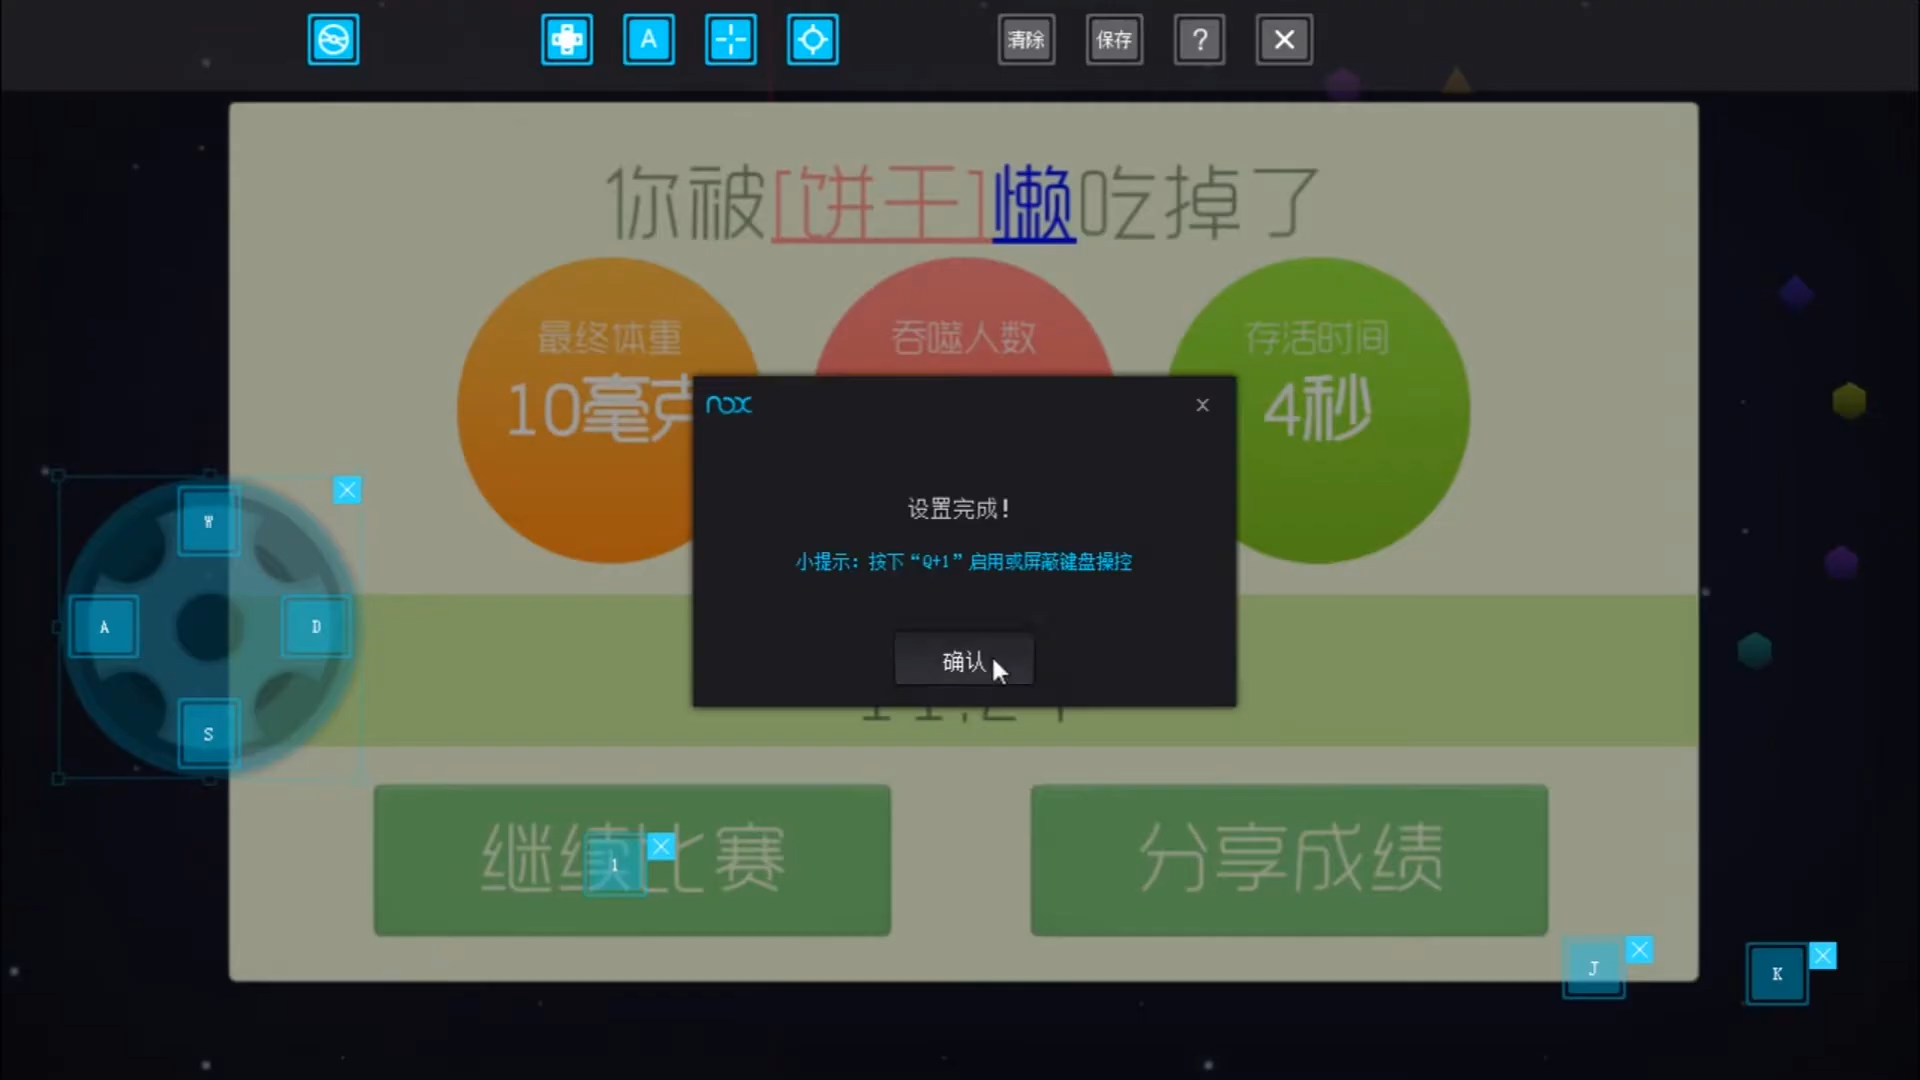 A 清除 保存 ?
你被[饼干]懒吃掉了
最终体重 吞噬人数 存活时间
10毫克 4秒
nox
设置完成!
小提示: 按下“Q+1”启用或屏蔽键盘操控
确认
W
A D
S
继续比赛 分享成绩
1
J K